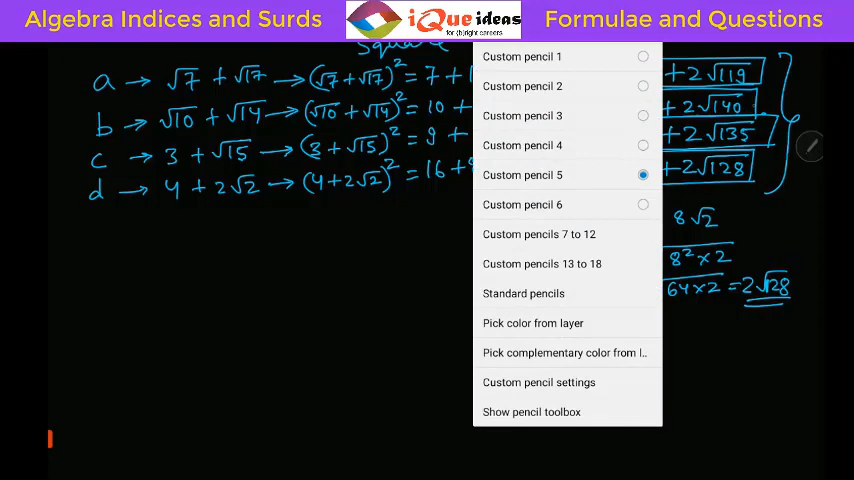 Algebra Indices and Surds iQue ideas for (b)right careers Formulae and Questions
Square
a → √7 + √17 → (√7 + √17)² = 7 + 1 + 2√119
b → √10 + √14 → (√10 + √14)² = 10 + + 2√140
c → 3 + √15 → (3 + √15)² = 9 + + 2√135
d → 4 + 2√2 → (4 + 2√2)² = 16 + 8 + 2√128
8√2
8² × 2
64 × 2 = 2√128
Custom pencil 1
Custom pencil 2
Custom pencil 3
Custom pencil 4
Custom pencil 5
Custom pencil 6
Custom pencils 7 to 12
Custom pencils 13 to 18
Standard pencils
Pick color from layer
Pick complementary color from l..
Custom pencil settings
Show pencil toolbox